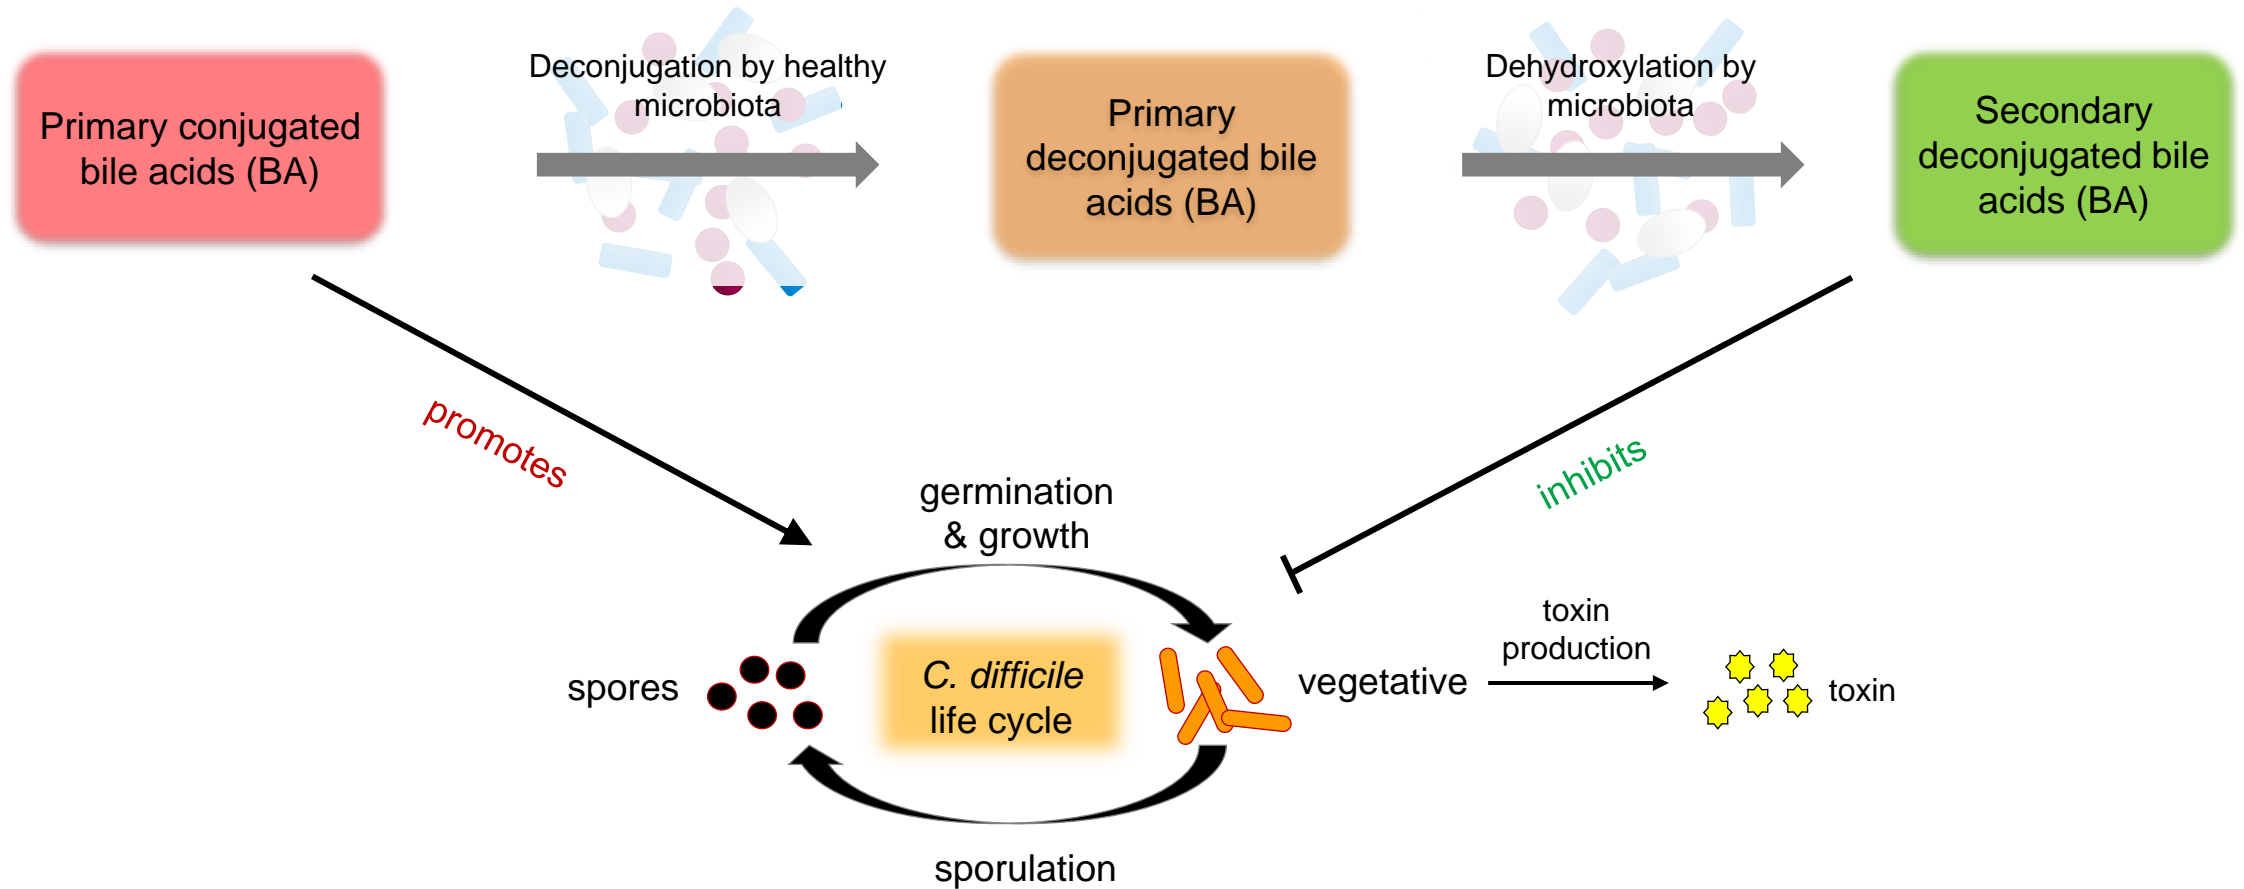 Primary conjugated
bile acids (BA)
Deconjugation by healthy
microbiota
Primary
deconjugated bile
acids (BA)
Dehydroxylation by
microbiota
Secondary
deconjugated bile
acids (BA)
promotes
inhibits
germination
& growth
spores
C. difficile
life cycle
vegetative
toxin
production
toxin
sporulation